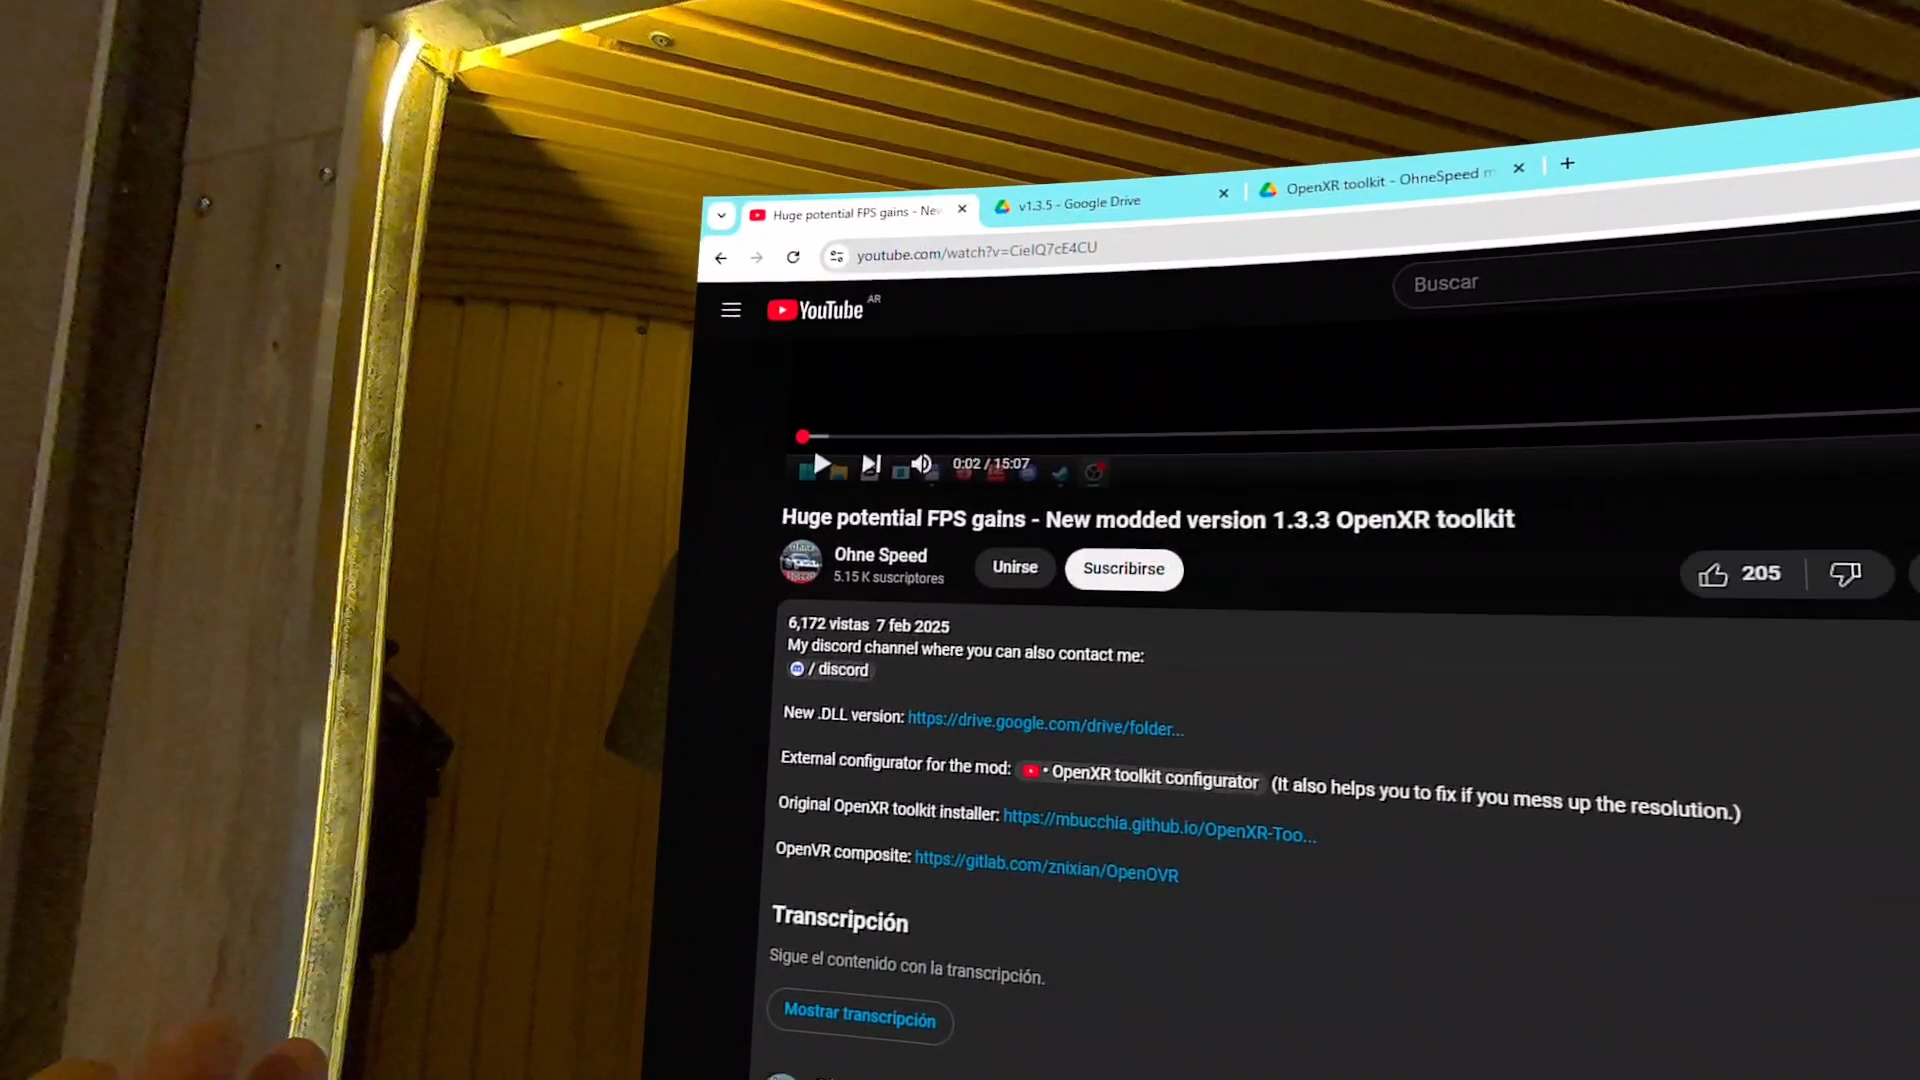 Huge potential FPS gains - New
v1.3.5 - Google Drive
OpenXR toolkit - OhneSpeed m
youtube.com/watch?v=CielQ7cE4CU
YouTube AR
Buscar
0:02 / 15:07
Huge potential FPS gains - New modded version 1.3.3 OpenXR toolkit
Ohne Speed
5.15 K suscriptores
Unirse
Suscribirse
205
6,172 vistas 7 feb 2025
My discord channel where you can also contact me:
/ discord
New .DLL version: https://drive.google.com/drive/folder...
External configurator for the mod: • OpenXR toolkit configurator (It also helps you to fix if you mess up the resolution.)
Original OpenXR toolkit installer: https://mbucchia.github.io/OpenXR-Too...
OpenVR composite: https://gitlab.com/znixian/OpenOVR
Transcripción
Sigue el contenido con la transcripción.
Mostrar transcripción